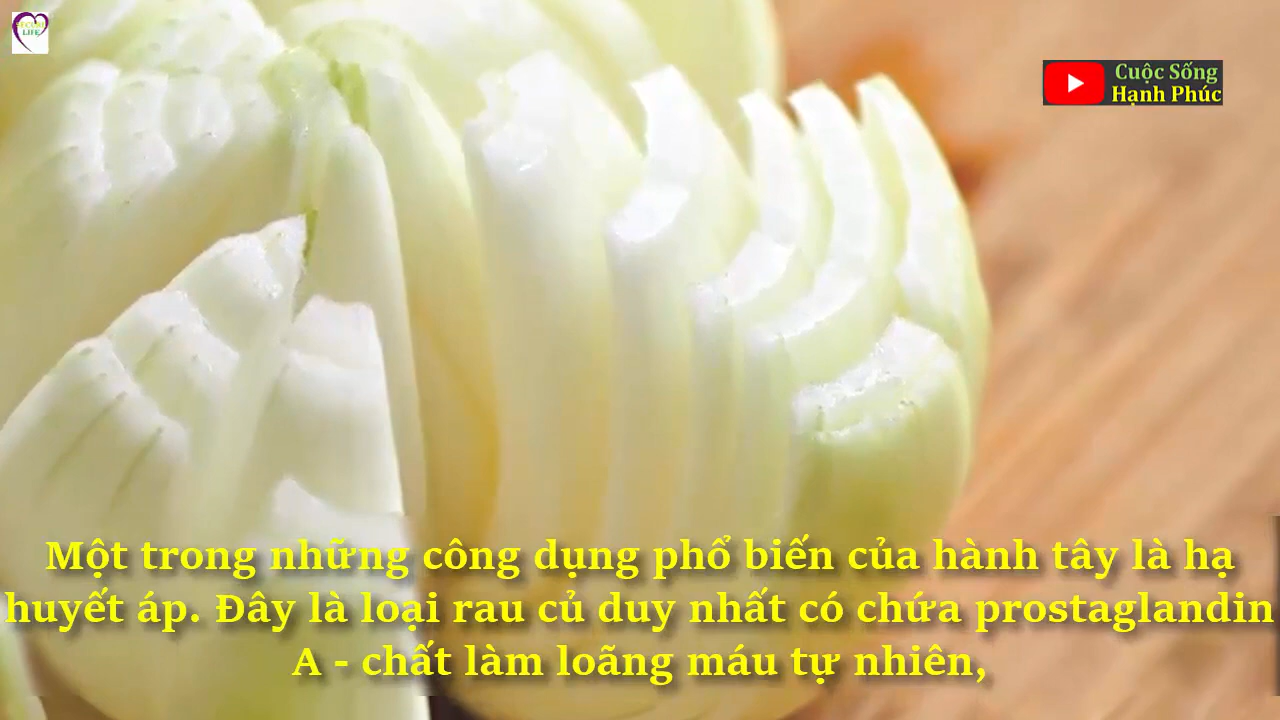 LIFE
Cuộc Sống
Hạnh Phúc
Một trong những công dụng phổ biến của hành tây là hạ
huyết áp. Đây là loại rau củ duy nhất có chứa prostaglandin
A - chất làm loãng máu tự nhiên,